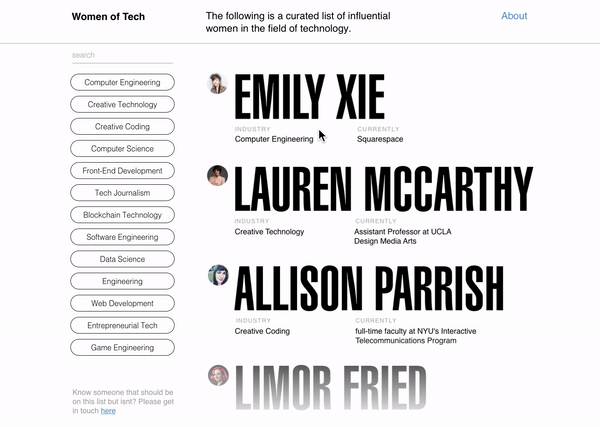 Women of Tech
The following is a curated list of influential
women in the field of technology.
About
search
Computer Engineering
Creative Technology
Creative Coding
Computer Science
Front-End Development
Tech Journalism
Blockchain Technology
Software Engineering
Data Science
Engineering
Web Development
Entrepreneurial Tech
Game Engineering
Know someone that should be
on this list but isnt? Please get
in touch here
EMILY XIE
INDUSTRY
Computer Engineering
CURRENTLY
Squarespace
LAUREN MCCARTHY
INDUSTRY
Creative Technology
CURRENTLY
Assistant Professor at UCLA
Design Media Arts
ALLISON PARRISH
INDUSTRY
Creative Coding
CURRENTLY
full-time faculty at NYU's Interactive
Telecommunications Program
LIMOR FRIED